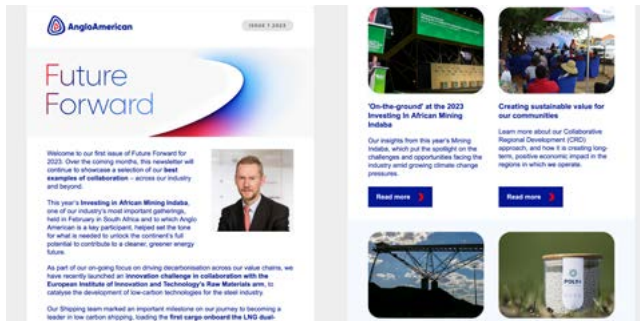 AngloAmerican
ISSUE 1 2023
Future
Forward
Welcome to our first issue of Future Forward for
2023. Over the coming months, this newsletter will
continue to showcase a selection of our best
examples of collaboration – across our industry
and beyond.
This year's Investing in African Mining Indaba,
one of our industry's most important gatherings,
held in February in South Africa and to which Anglo
American is a key participant, helped set the tone
for what is needed to unlock the continent's full
potential to contribute to a cleaner, greener energy
future.
As part of our on-going focus on driving decarbonisation across our value chains, we
have recently launched an innovation challenge in collaboration with the
European Institute of Innovation and Technology's Raw Materials arm, to
catalyse the development of low-carbon technologies for the steel industry.
Our Shipping team marked an important milestone on our journey to becoming a
leader in low carbon shipping, loading the first cargo onboard the LNG dual-
'On-the-ground' at the 2023
Investing In African Mining
Indaba
Our insights from this year's Mining
Indaba, which put the spotlight on the
challenges and opportunities facing the
industry amid growing climate change
pressures.
Read more
Creating sustainable value for
our communities
Learn more about our Collaborative
Regional Development (CRD)
approach, and how it is creating long-
term, positive economic impact in the
regions in which we operate.
Read more